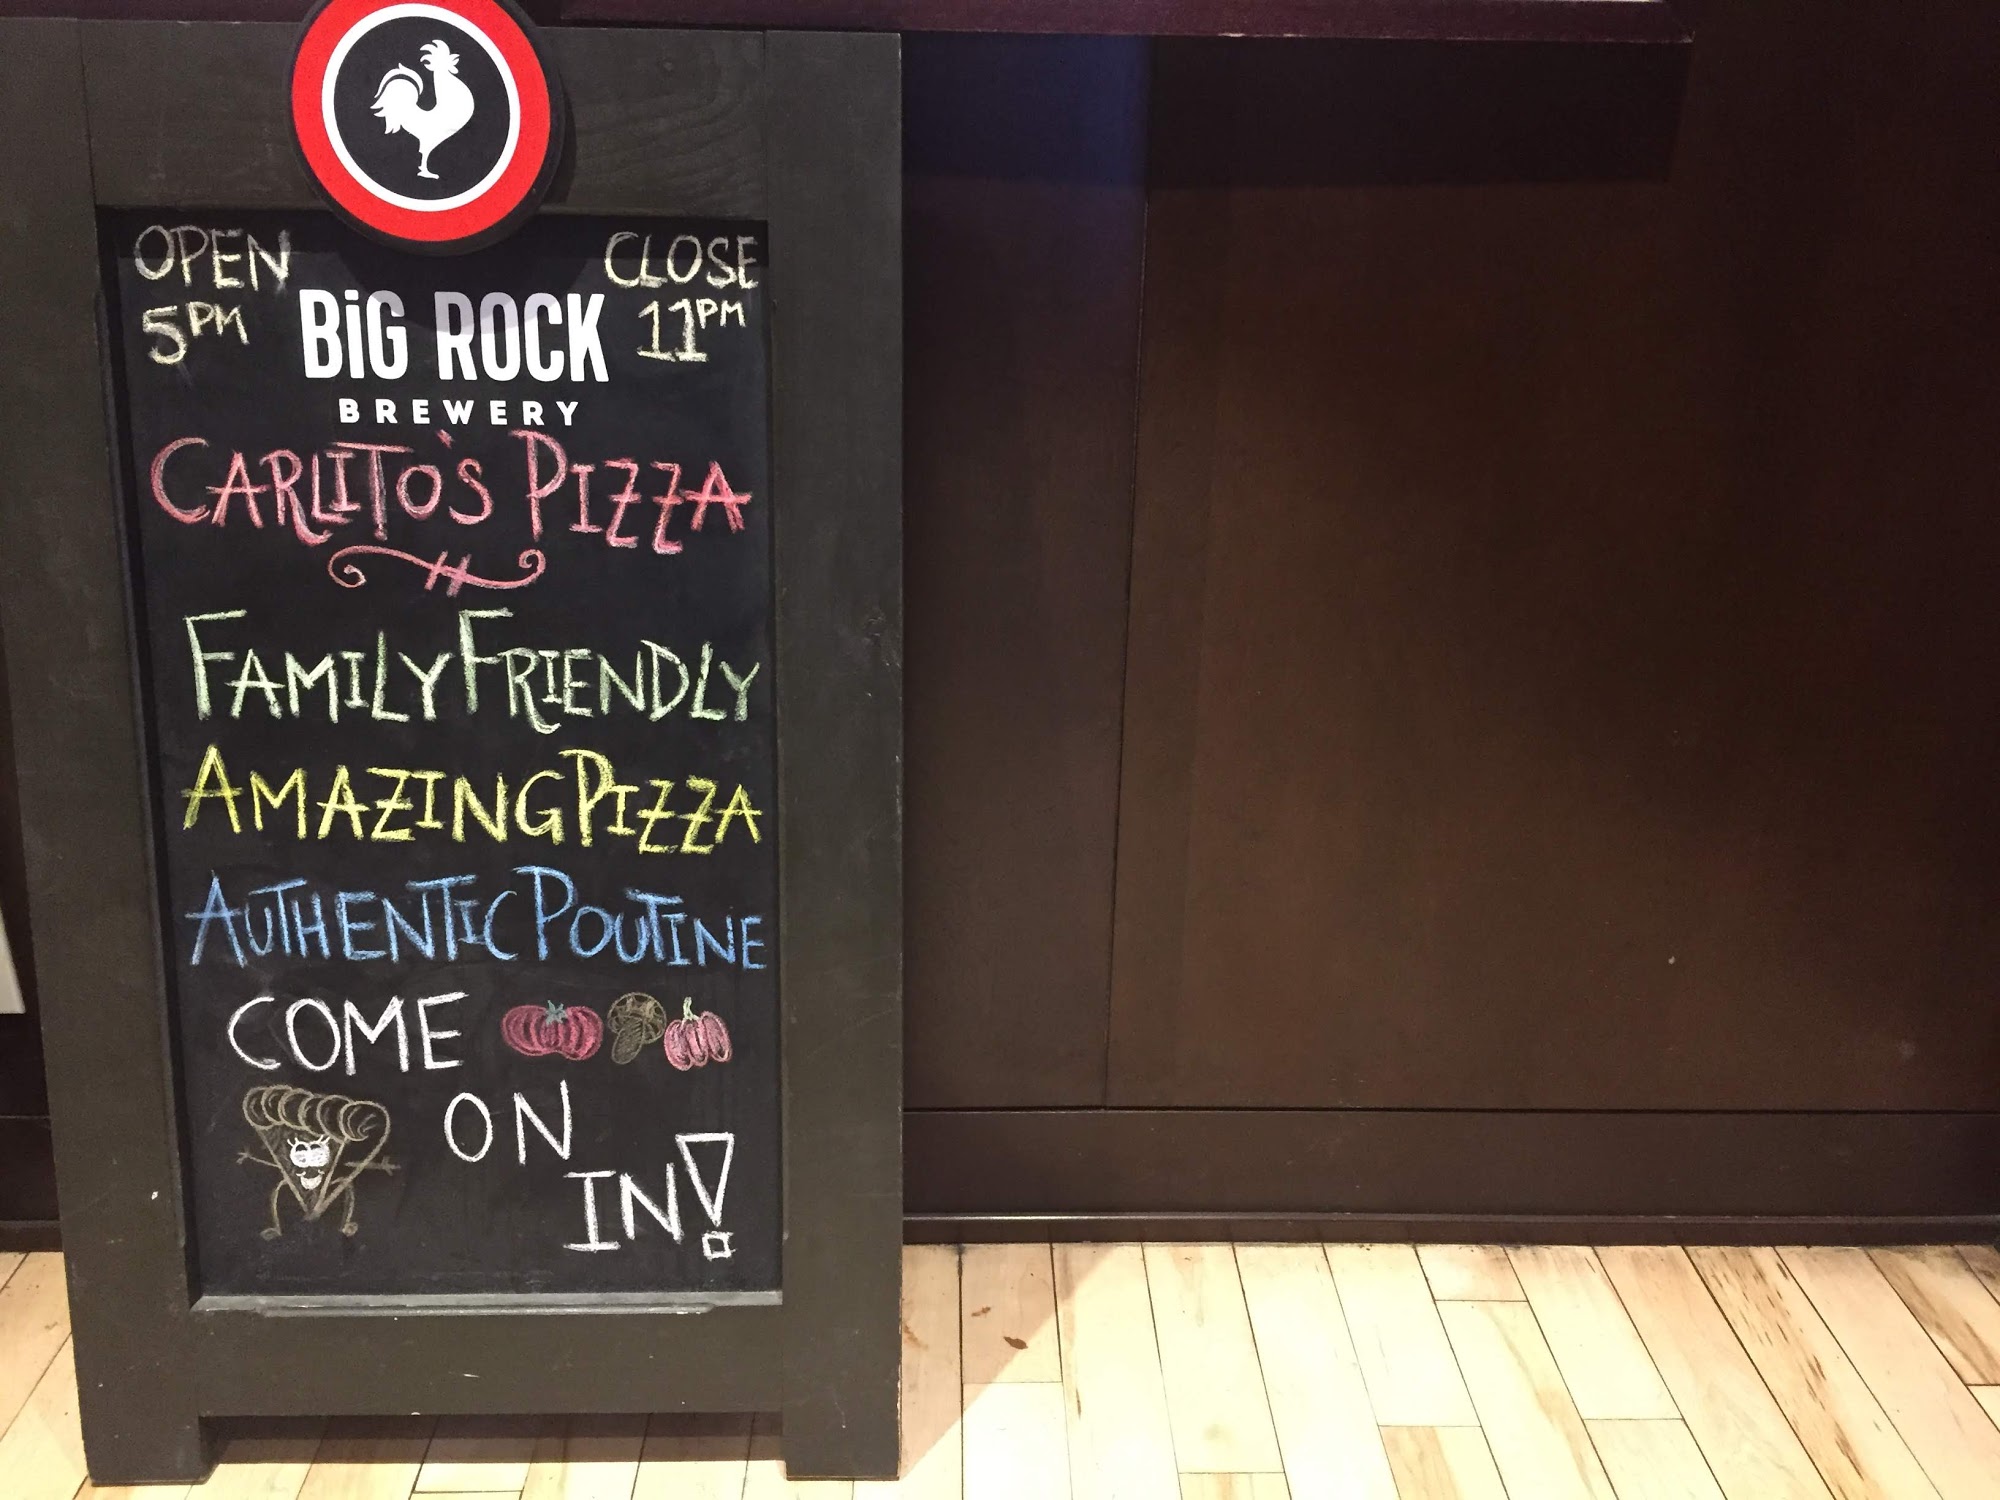 OPEN CLOSE
5PM 11PM
BiG ROCK
BREWERY
CARLITO'S PIZZA
FAMILY FRIENDLY
AMAZING PIZZA
AUTHENTIC POUTINE
COME
ON
IN!